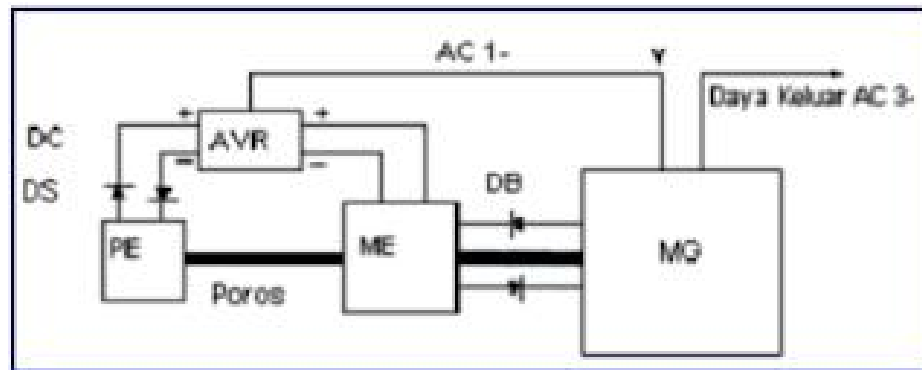 AC 1~
Daya Keluar AC 3~
+
+
DC
AVR
-
-
DS
DB
PE
ME
MG
Poros